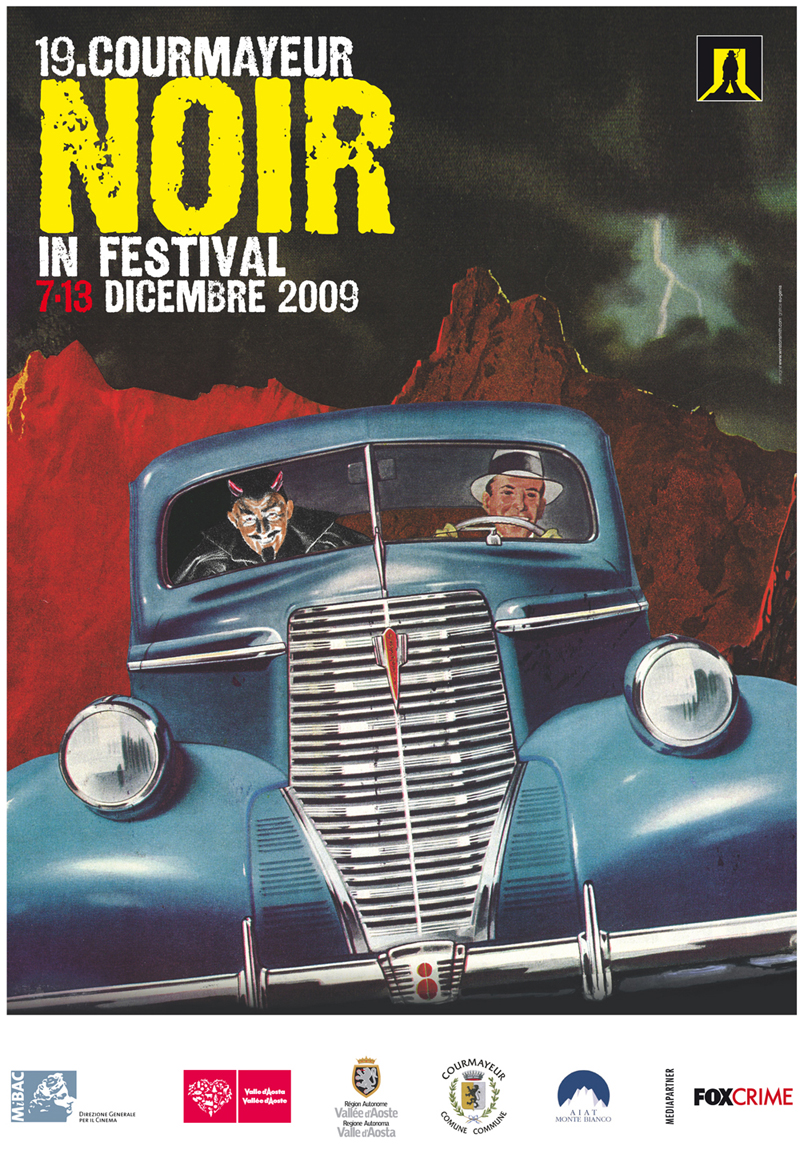 19.COURMAYEUR
NOIR
IN FESTIVAL
7•13 DICEMBRE 2009
8
MiBAC
DIREZIONE GENERALE
PER IL CINEMA
Valle d'Aosta
Vallée d'Aoste
Région Autonome
Vallée d'Aoste
Regione Autonoma
Valle d'Aosta
COURMAYEUR
COMUNE COMMUNE
AIAT
MONTE BIANCO
MEDIAPARTNER
FOXCRIME